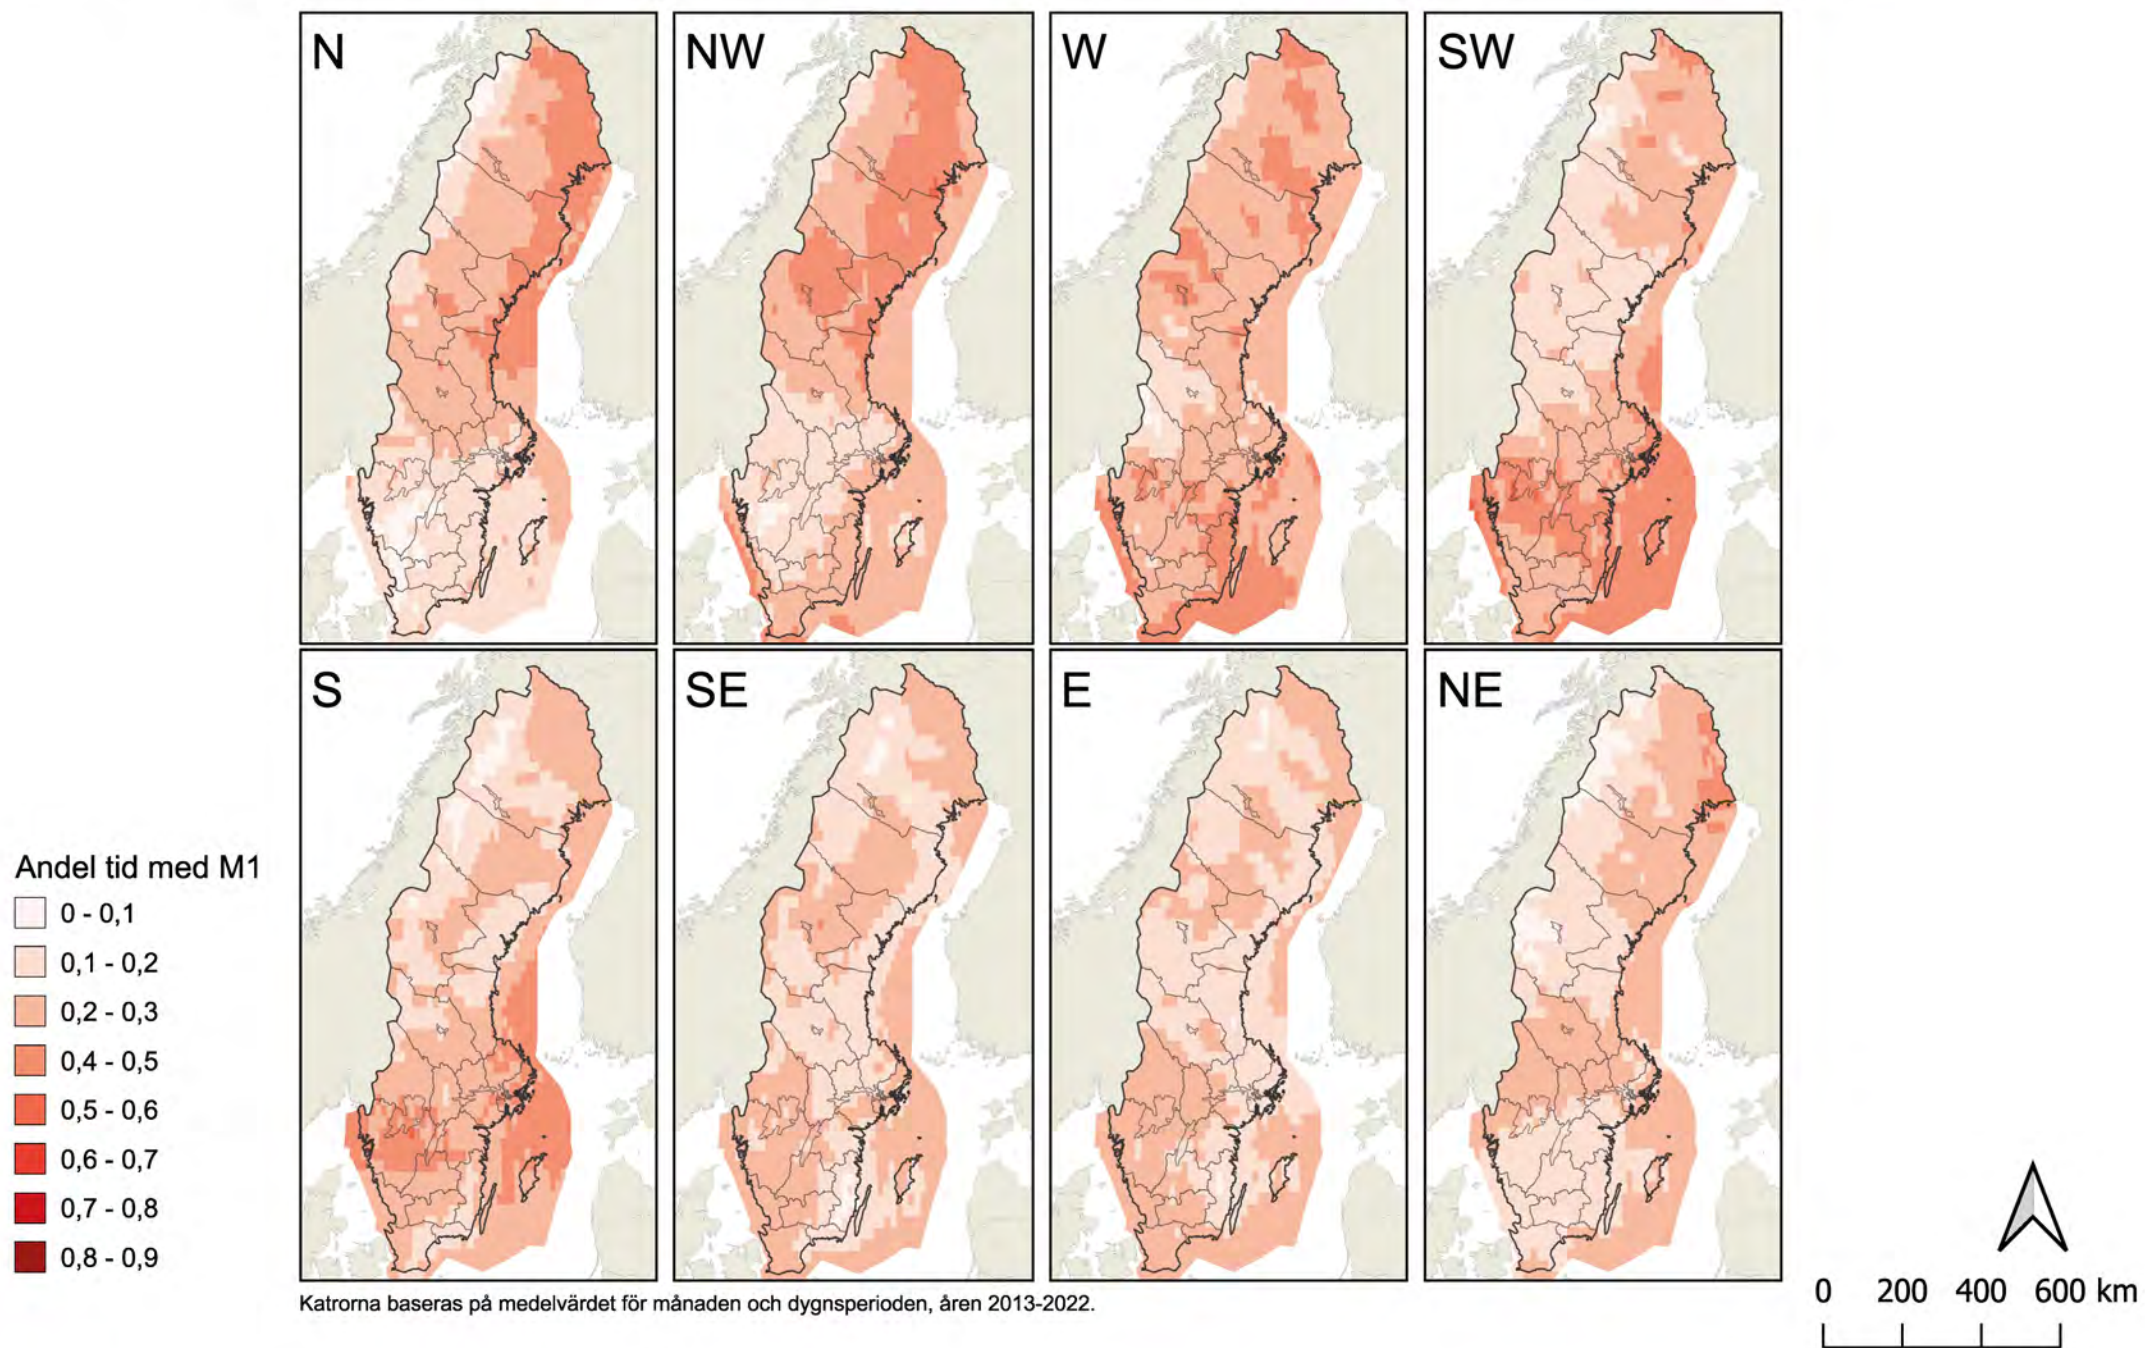 N
NW
W
SW
S
SE
E
NE
Andel tid med M1
0 - 0,1
0,1 - 0,2
0,2 - 0,3
0,4 - 0,5
0,5 - 0,6
0,6 - 0,7
0,7 - 0,8
0,8 - 0,9
Katrorna baseras på medelvärdet för månaden och dygnsperioden, åren 2013-2022.
0 200 400 600 km